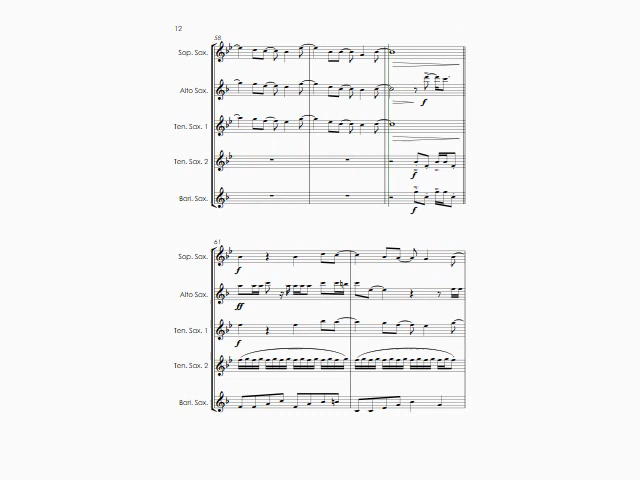 12
58
Sop. Sax.
Alto Sax.
f
Ten. Sax. 1
Ten. Sax. 2
f
Bari. Sax.
f
61
Sop. Sax.
f
Alto Sax.
ff
Ten. Sax. 1
f
Ten. Sax. 2
Bari. Sax.